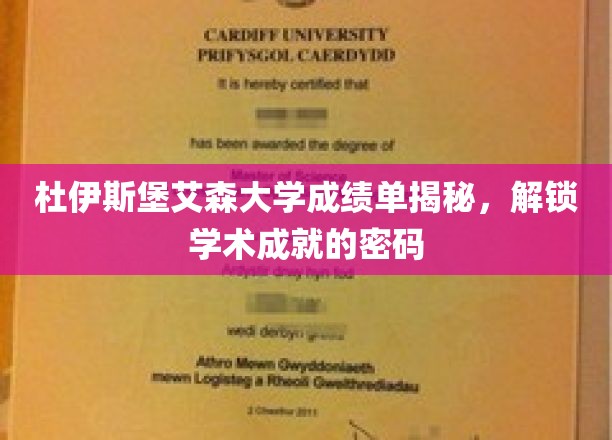 CARDIFF UNIVERSITY
PRIFYSGOL CAERDYDD
It is hereby certified that
has been awarded the degree of
Master of Science
杜伊斯堡艾森大学成绩单揭秘，解锁
学术成就的密码
Ardystir drwy hyn fod
wedi derbyn gradd
Athro Mewn Gwyddoniaeth
mewn Logisteg a Rheoli Gweithrediadau
2011